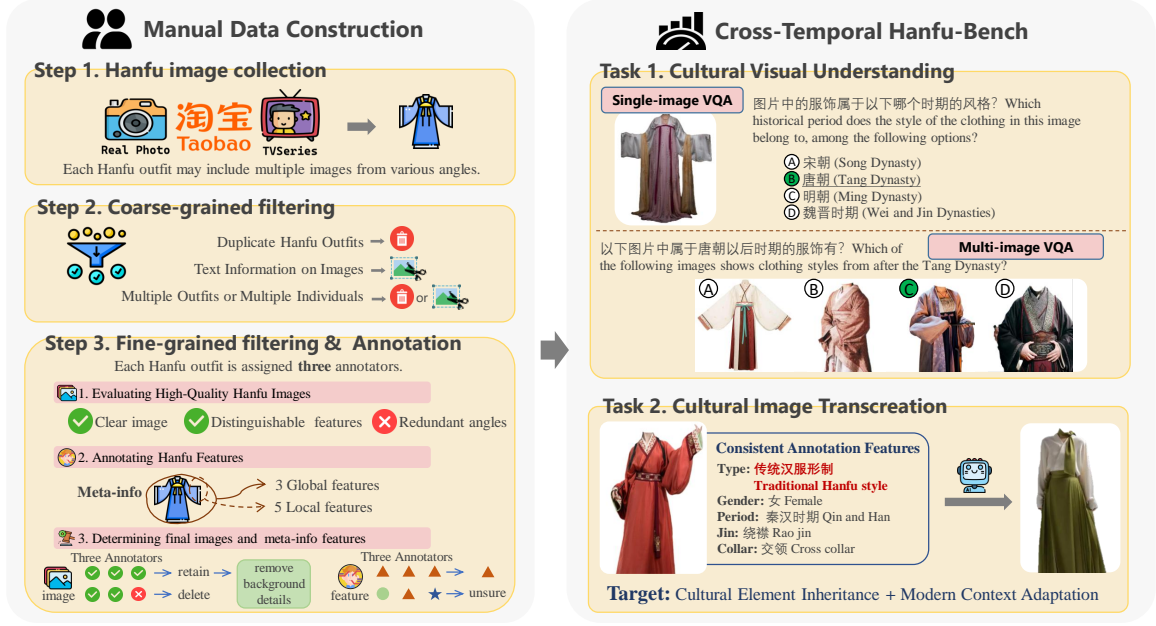 Manual Data Construction
Step 1. Hanfu image collection
淘宝
Taobao
Real Photo
TVSeries
Each Hanfu outfit may include multiple images from various angles.
Step 2. Coarse-grained filtering
Duplicate Hanfu Outfits
Text Information on Images
Multiple Outfits or Multiple Individuals
or
Step 3. Fine-grained filtering & Annotation
Each Hanfu outfit is assigned three annotators.
1. Evaluating High-Quality Hanfu Images
Clear image
Distinguishable features
Redundant angles
2. Annotating Hanfu Features
Meta-info
3 Global features
5 Local features
3. Determining final images and meta-info features
Three Annotators
image
retain
delete
remove
background
details
Three Annotators
feature
unsure
Cross-Temporal Hanfu-Bench
Task 1. Cultural Visual Understanding
Single-image VQA
图片中的服饰属于以下哪个时期的风格？Which
historical period does the style of the clothing in this image
belong to, among the following options?
A 宋朝 (Song Dynasty)
B 唐朝 (Tang Dynasty)
C 明朝 (Ming Dynasty)
D 魏晋时期 (Wei and Jin Dynasties)
以下图片中属于唐朝以后时期的服饰有？Which of
Multi-image VQA
the following images shows clothing styles from after the Tang Dynasty?
A
B
C
D
Task 2. Cultural Image Transcreation
Consistent Annotation Features
Type: 传统汉服形制
Traditional Hanfu style
Gender: 女 Female
Period: 秦汉时期 Qin and Han
Jin: 绕襟 Rao jin
Collar: 交领 Cross collar
Target: Cultural Element Inheritance + Modern Context Adaptation